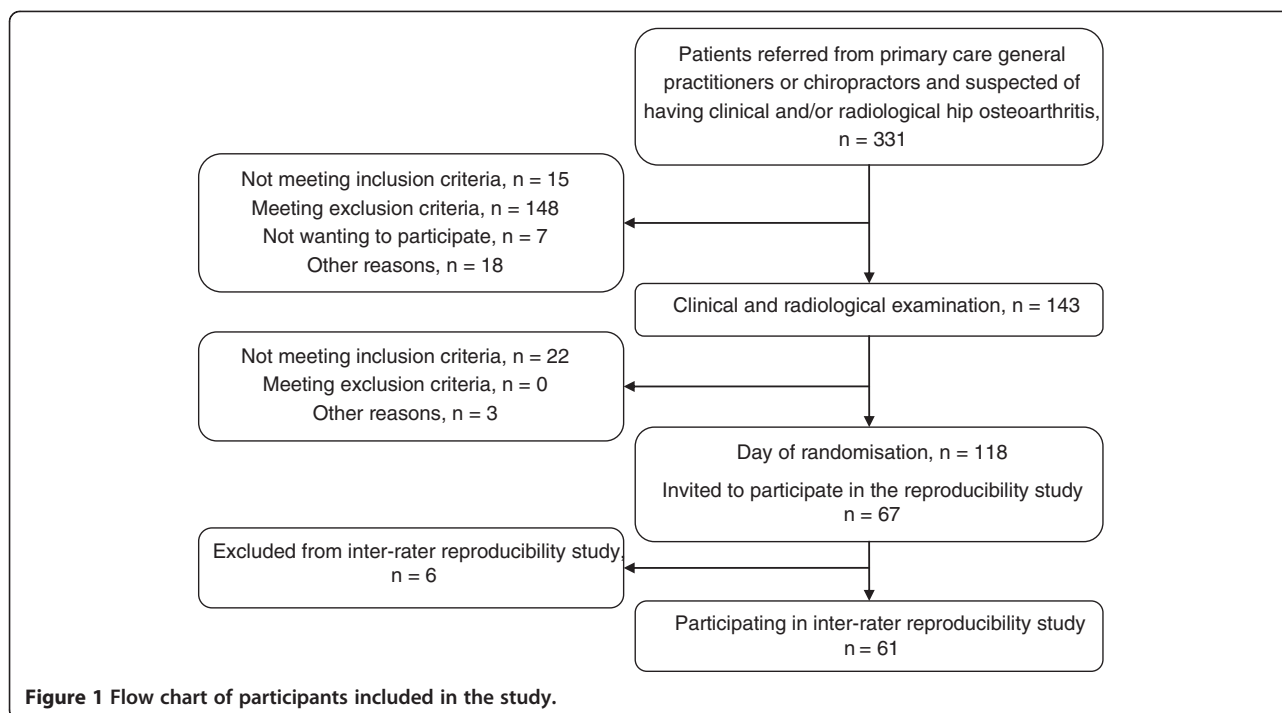 Patients referred from primary care general
practitioners or chiropractors and suspected of
having clinical and/or radiological hip osteoarthritis,
n = 331
Not meeting inclusion criteria, n = 15
Meeting exclusion criteria, n = 148
Not wanting to participate, n = 7
Other reasons, n = 18
Clinical and radiological examination, n = 143
Not meeting inclusion criteria, n = 22
Meeting exclusion criteria, n = 0
Other reasons, n = 3
Day of randomisation, n = 118
Invited to participate in the reproducibility study
n = 67
Excluded from inter-rater reproducibility study,
n = 6
Participating in inter-rater reproducibility study
n = 61
Figure 1 Flow chart of participants included in the study.